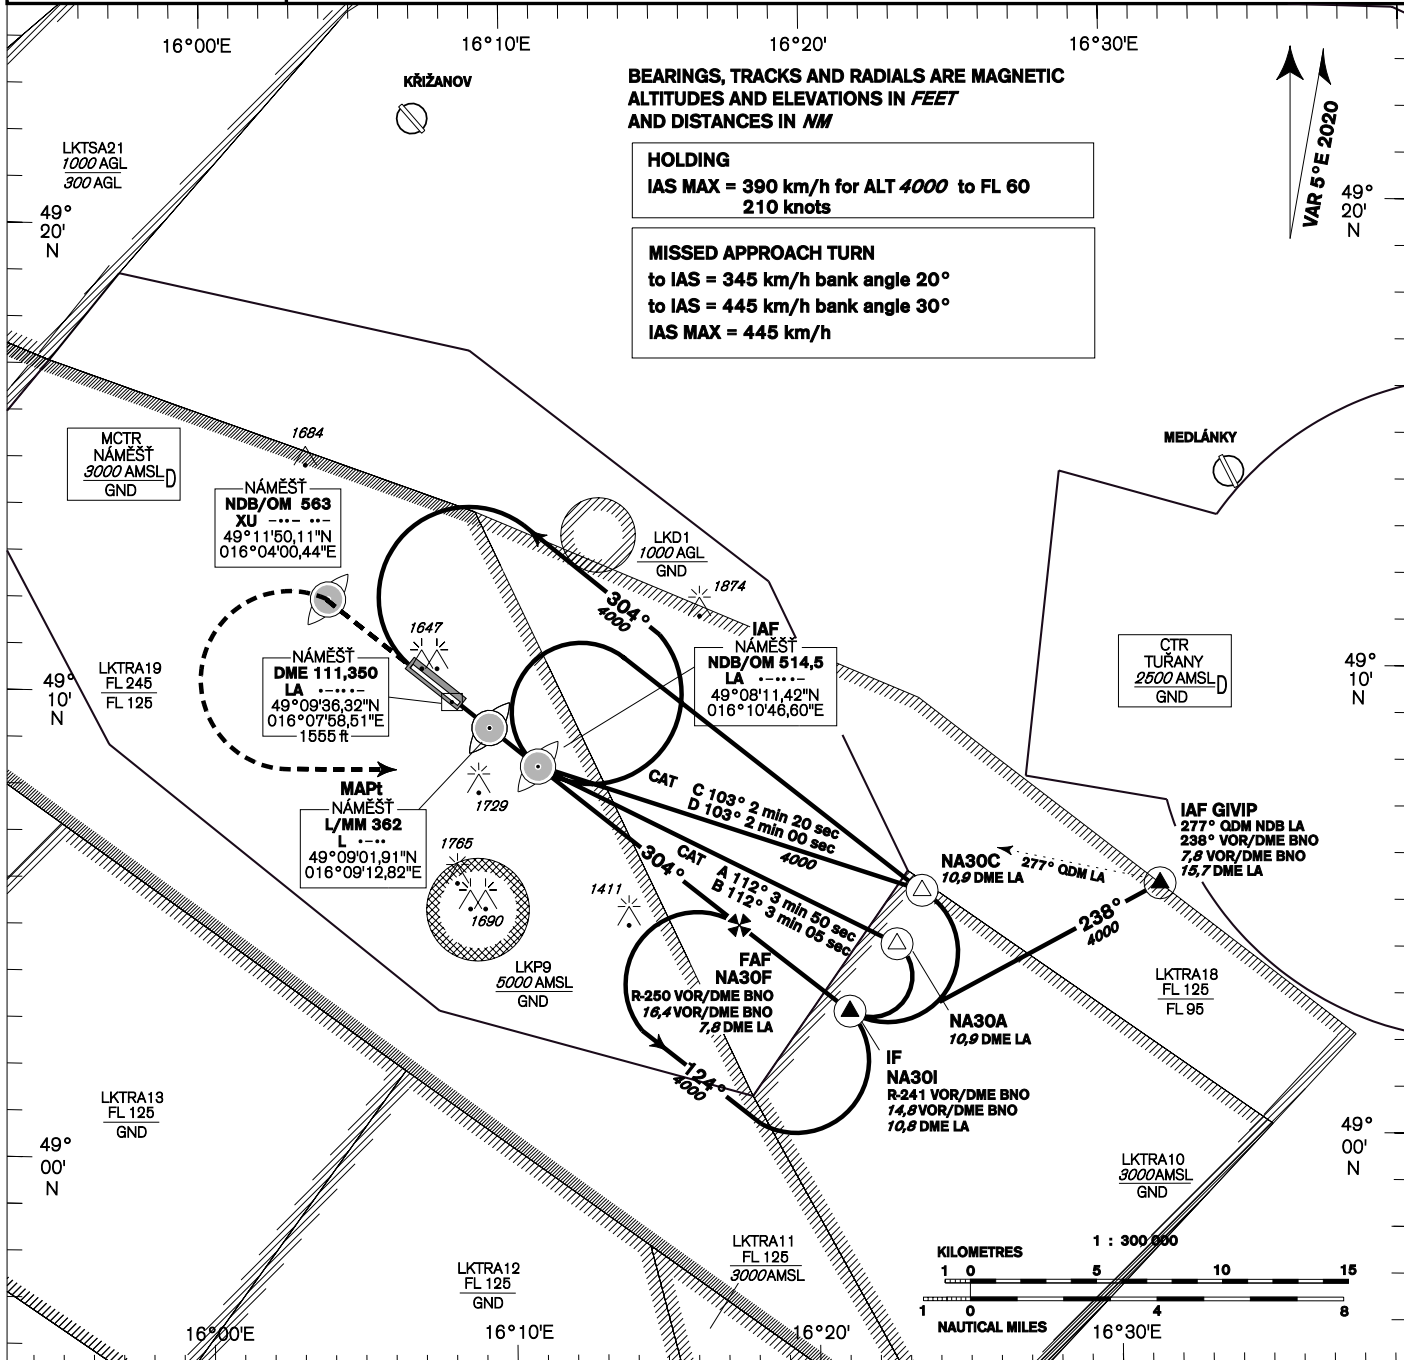 16°00'E
16°10'E
16°20'
16°30'E
KŘIŽANOV
BEARINGS, TRACKS AND RADIALS ARE MAGNETIC
ALTITUDES AND ELEVATIONS IN FEET
AND DISTANCES IN NM
VAR 5°E 2020
HOLDING
IAS MAX = 390 km/h for ALT 4000 to FL 60
210 knots
MISSED APPROACH TURN
to IAS = 345 km/h bank angle 20°
to IAS = 445 km/h bank angle 30°
IAS MAX = 445 km/h
LKTSA21
1000 AGL
300 AGL
49°
20'
N
49°
20'
N
MCTR
NÁMĚŠŤ
3000 AMSL
GND
D
1684
MEDLÁNKY
NÁMĚŠŤ
NDB/OM 563
XU -··- ··-
49°11'50,11"N
016°04'00,44"E
LKD1
1000 AGL
GND
1874
304°
4000
1647
IAF
NÁMĚŠŤ
NDB/OM 514,5
LA ·-·· ·-
49°08'11,42"N
016°10'46,60"E
CTR
TUŘANY
2500 AMSL
GND
D
LKTRA19
FL 245
FL 125
NÁMĚŠŤ
DME 111,350
LA ·-·· ·-
49°09'36,32"N
016°07'58,51"E
1555 ft
49°
10'
N
49°
10'
N
MAPt
NÁMĚŠŤ
L/MM 362
L ·-··
49°09'01,91"N
016°09'12,82"E
1729
1765
1690
1411
CAT C 103° 2 min 20 sec
D 103° 2 min 00 sec
4000
CAT A 112° 3 min 50 sec
B 112° 3 min 05 sec
304°
IAF GIVIP
277° QDM NDB LA
238° VOR/DME BNO
7,8 VOR/DME BNO
15,7 DME LA
NA30C
10,9 DME LA
277° QDM LA
238°
4000
FAF
NA30F
R-250 VOR/DME BNO
16,4 VOR/DME BNO
7,8 DME LA
LKP9
5000 AMSL
GND
LKTRA18
FL 125
FL 95
NA30A
10,9 DME LA
IF
NA30I
R-241 VOR/DME BNO
14,8 VOR/DME BNO
10,8 DME LA
124°
4000
LKTRA13
FL 125
GND
49°
00'
N
49°
00'
N
LKTRA10
3000AMSL
GND
LKTRA12
FL 125
GND
LKTRA11
FL 125
3000AMSL
1 : 300 000
KILOMETRES
1 0 5 10 15
1 0 4 8
NAUTICAL MILES
16°00'E
16°10'E
16°20'
16°30'E